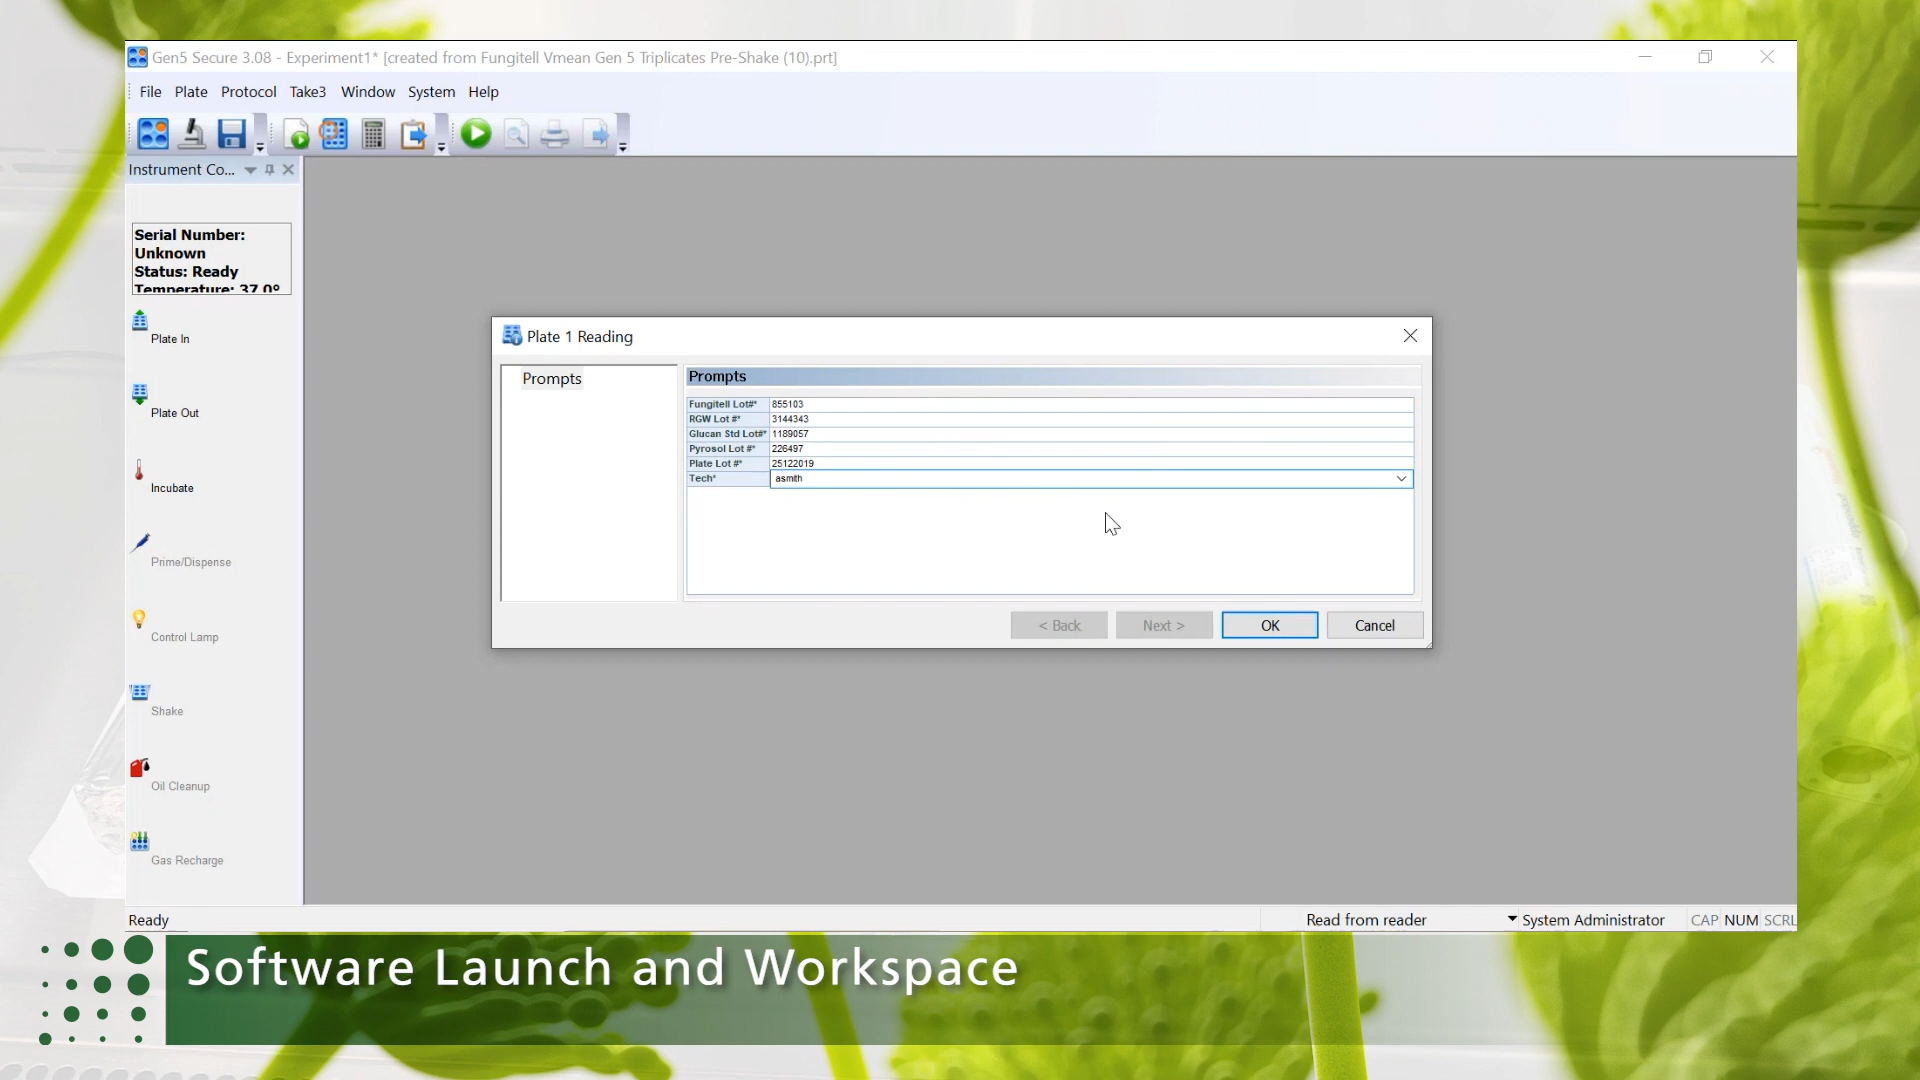 Gen5 Secure 3.08 - Experiment1* [created from Fungitell Vmean Gen 5 Triplicates Pre-Shake (10).prt]
File Plate Protocol Take3 Window System Help
Instrument Co...
Serial Number:
Unknown
Status: Ready
Temperature: 37.0°
Plate In
Plate Out
Incubate
Prime/Dispense
Control Lamp
Shake
Oil Cleanup
Gas Recharge
Plate 1 Reading
Prompts
Prompts
Fungitell Lot#* 855103
RGW Lot #* 3144343
Glucan Std Lot#* 1189057
Pyrosol Lot #* 226497
Plate Lot #* 25122019
Tech* asmith
< Back Next > OK Cancel
Ready Read from reader System Administrator CAP NUM SCRL
Software Launch and Workspace